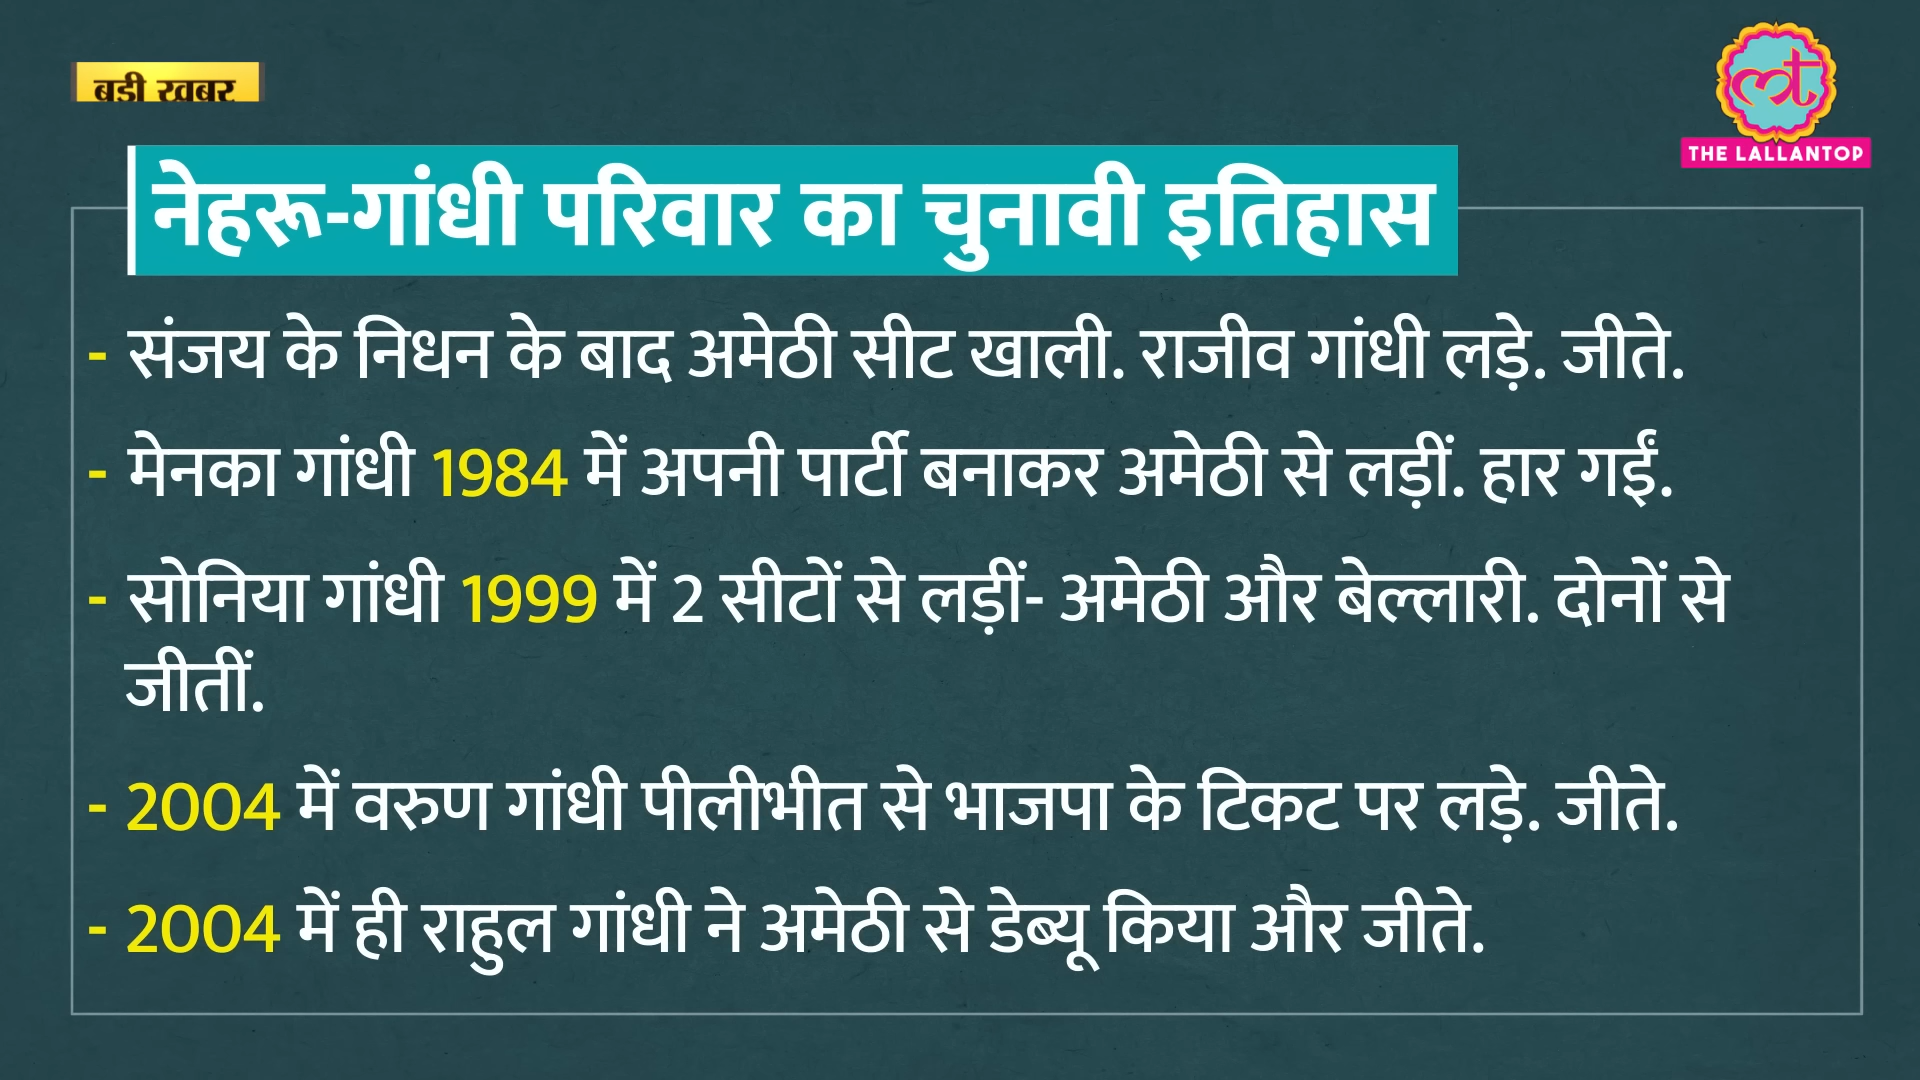 बड़ी खबर
THE LALLANTOP
नेहरू-गांधी परिवार का चुनावी इतिहास
- संजय के निधन के बाद अमेठी सीट खाली. राजीव गांधी लड़े. जीते.
- मेनका गांधी 1984 में अपनी पार्टी बनाकर अमेठी से लड़ीं. हार गईं.
- सोनिया गांधी 1999 में 2 सीटों से लड़ीं- अमेठी और बेल्लारी. दोनों से
जीतीं.
- 2004 में वरुण गांधी पीलीभीत से भाजपा के टिकट पर लड़े. जीते.
- 2004 में ही राहुल गांधी ने अमेठी से डेब्यू किया और जीते.